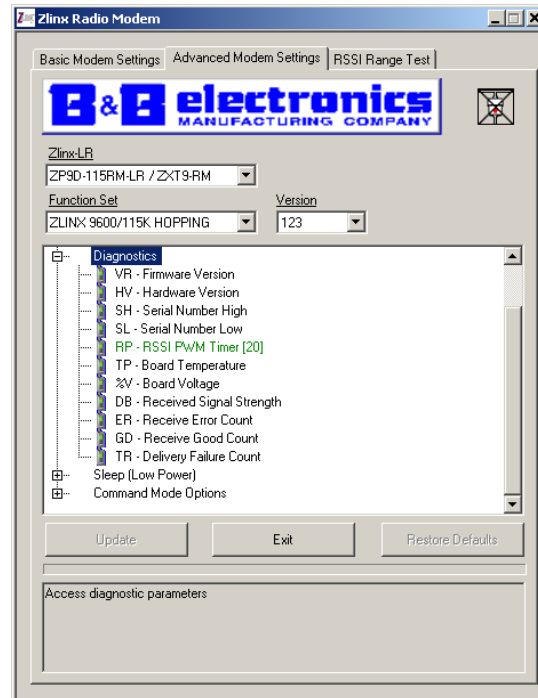 Zlinx Radio Modem
Basic Modem Settings Advanced Modem Settings RSSI Range Test
B&B electronics
MANUFACTURING COMPANY
Zlinx-LR
ZP9D-115RM-LR / ZXT9-RM
Function Set Version
ZLINX 9600/115K HOPPING 123
Diagnostics
VR - Firmware Version
HV - Hardware Version
SH - Serial Number High
SL - Serial Number Low
RP - RSSI PWM Timer [20]
TP - Board Temperature
%V - Board Voltage
DB - Received Signal Strength
ER - Receive Error Count
GD - Receive Good Count
TR - Delivery Failure Count
Sleep (Low Power)
Command Mode Options
Update Exit Restore Defaults
Access diagnostic parameters